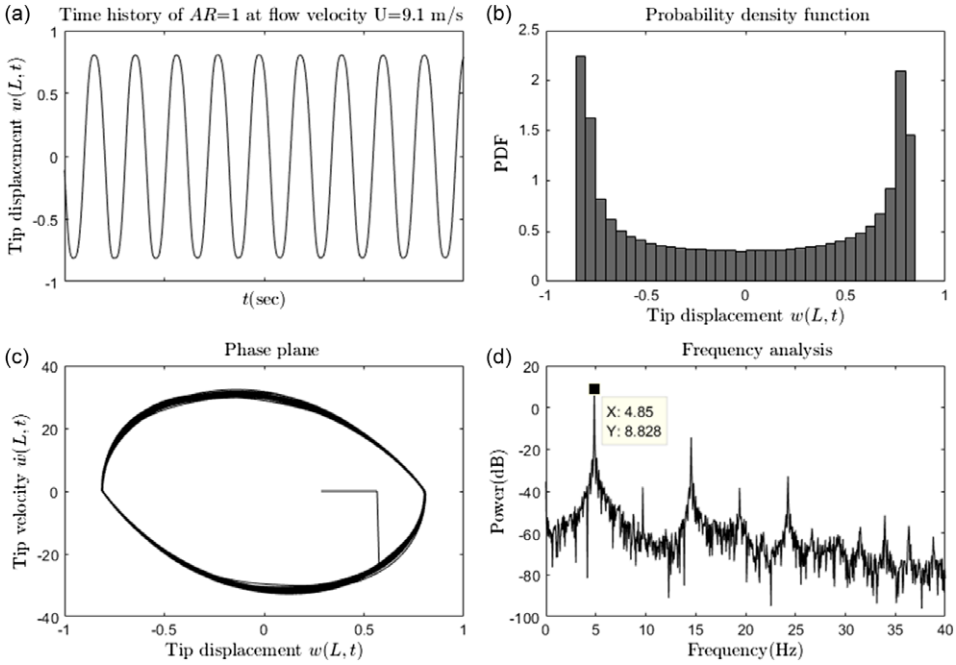 (a)
Time history of AR=1 at flow velocity U=9.1 m/s
1
0.5
0
-0.5
-1
Tip displacement w(L, t)
t(sec)
(b)
Probability density function
2.5
2
1.5
1
0.5
0
PDF
-1
-0.5
0
0.5
1
Tip displacement w(L, t)
(c)
Phase plane
40
20
0
-20
-40
Tip velocity ẇ(L, t)
-1
-0.5
0
0.5
1
Tip displacement w(L, t)
(d)
Frequency analysis
20
0
-20
-40
-60
-80
-100
Power(dB)
X: 4.85
Y: 8.828
0
5
10
15
20
25
30
35
40
Frequency(Hz)